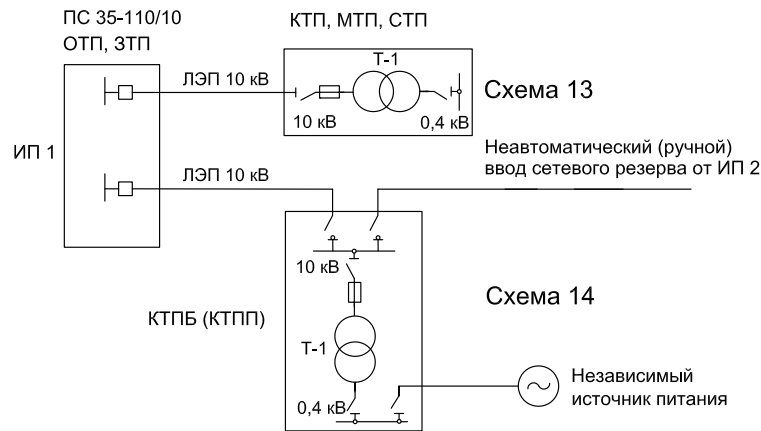 ПС 35-110/10
ОТП, ЗТП
КТП, МТП, СТП
Т-1
ЛЭП 10 кВ
Схема 13
10 кВ
0,4 кВ
ИП 1
Неавтоматический (ручной)
ввод сетевого резерва от ИП 2
ЛЭП 10 кВ
10 кВ
Схема 14
КТПБ (КТПП)
Т-1
Независимый
источник питания
0,4 кВ